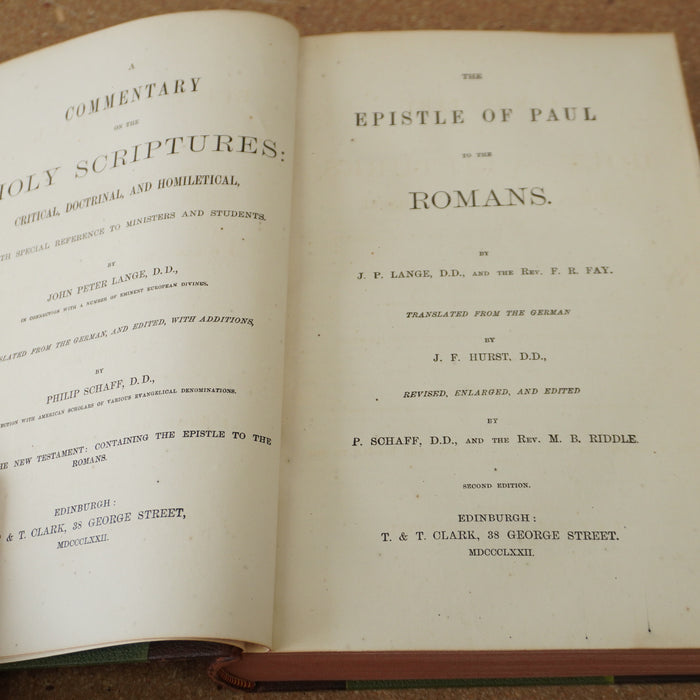 A
COMMENTARY
ON THE
HOLY SCRIPTURES:
CRITICAL, DOCTRINAL, AND HOMILETICAL,
SPECIAL REFERENCE TO MINISTERS AND STUDENTS.
BY
JOHN PETER LANGE, D.D.,
IN CONNECTION WITH A NUMBER OF EMINENT EUROPEAN DIVINES.
FROM THE GERMAN, AND EDITED, WITH ADDITIONS,
BY
PHILIP SCHAFF, D.D.,
WITH AMERICAN SCHOLARS OF VARIOUS EVANGELICAL DENOMINATIONS.
NEW TESTAMENT: CONTAINING THE EPISTLE TO THE
ROMANS.
EDINBURGH:
& T. CLARK, 38 GEORGE STREET,
MDCCCLXXII.
THE
EPISTLE OF PAUL
TO THE
ROMANS.
BY
J. P. LANGE, D.D., AND THE REV. F. R. FAY.
TRANSLATED FROM THE GERMAN
BY
J. F. HURST, D.D.,
REVISED, ENLARGED, AND EDITED
BY
P. SCHAFF, D.D., AND THE REV. M. B. RIDDLE.
SECOND EDITION.
EDINBURGH:
T. & T. CLARK, 38 GEORGE STREET.
MDCCCLXXII.